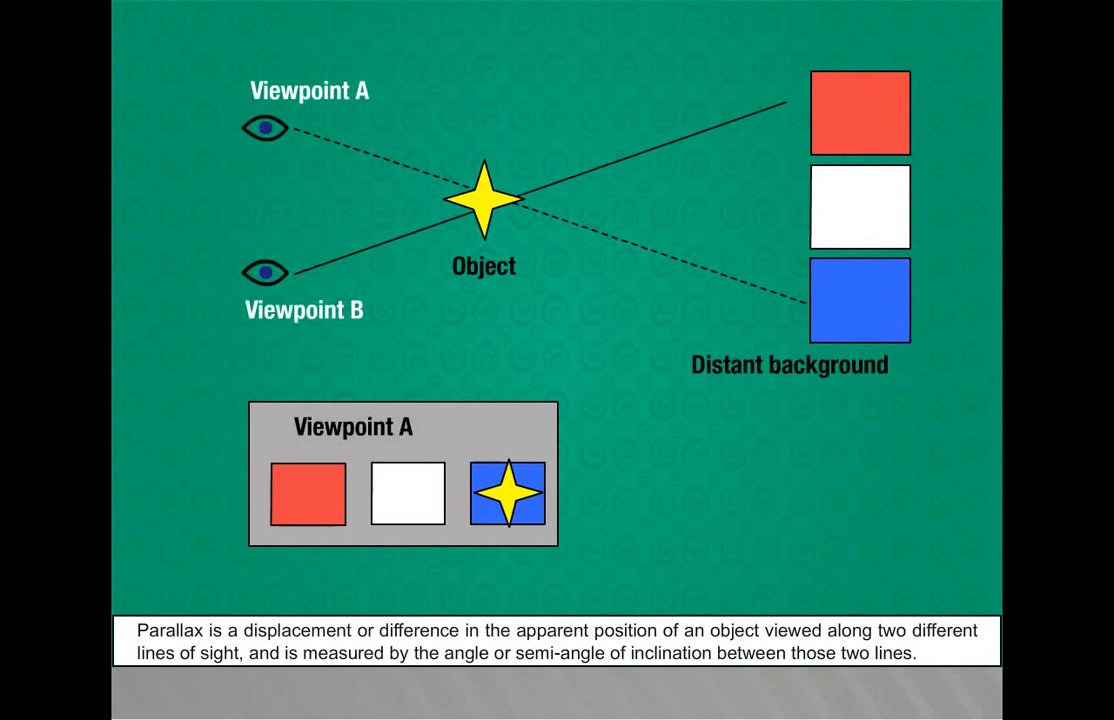 Viewpoint A
Viewpoint B
Object
Distant background
Viewpoint A
Parallax is a displacement or difference in the apparent position of an object viewed along two different
lines of sight, and is measured by the angle or semi-angle of inclination between those two lines.